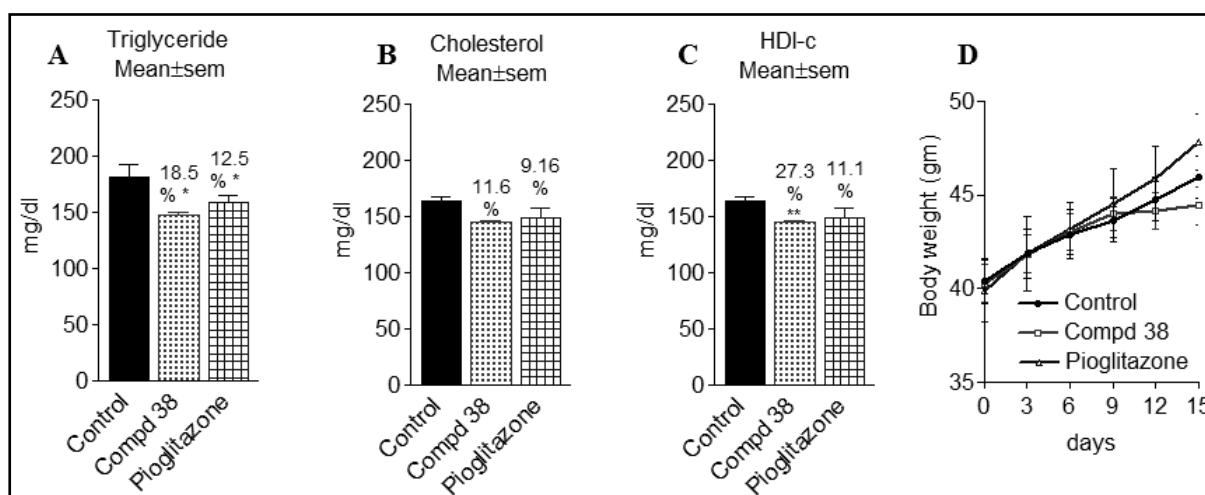 A
Triglyceride
Mean±sem
250
200
150
100
50
0
mg/dl
18.5
% *
12.5
% *
Control
Compd 38
Pioglitazone
B
Cholesterol
Mean±sem
250
200
150
100
50
0
mg/dl
11.6
%
9.16
%
Control
Compd 38
Pioglitazone
C
HDl-c
Mean±sem
250
200
150
100
50
0
mg/dl
27.3
%
**
11.1
%
Control
Compd 38
Pioglitazone
D
50
45
40
35
Body weight (gm)
Control
Compd 38
Pioglitazone
0 3 6 9 12 15
days